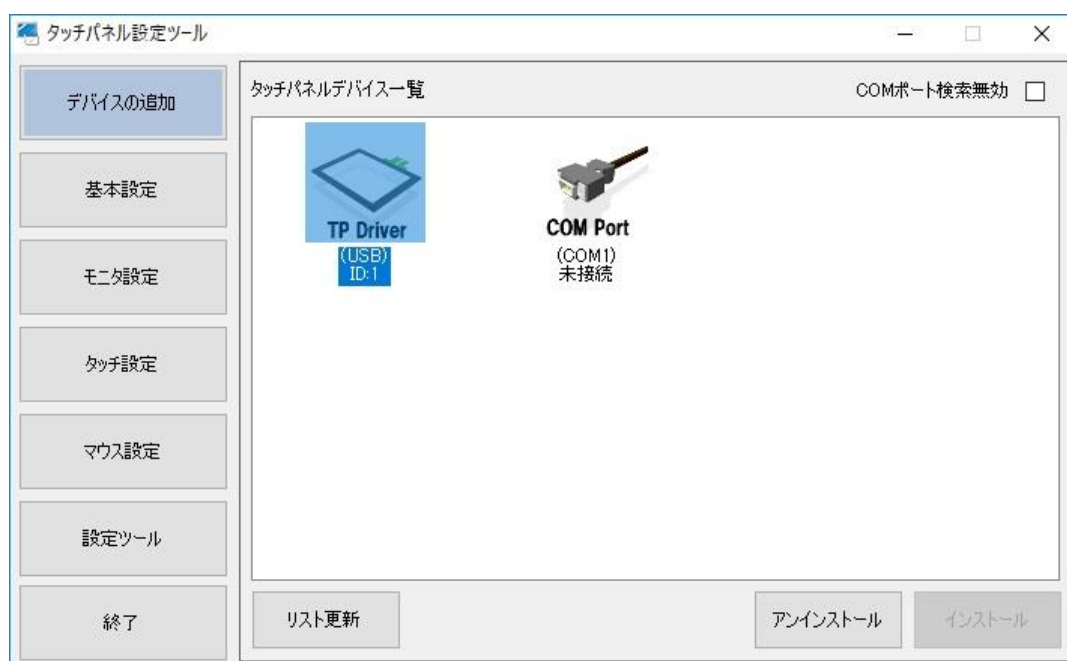 タッチパネル設定ツール
デバイスの追加
基本設定
モニタ設定
タッチ設定
マウス設定
設定ツール
終了
タッチパネルデバイス一覧
COMポート検索無効
TP Driver
(USB)
ID:1
COM Port
(COM1)
未接続
リスト更新
アンインストール
インストール